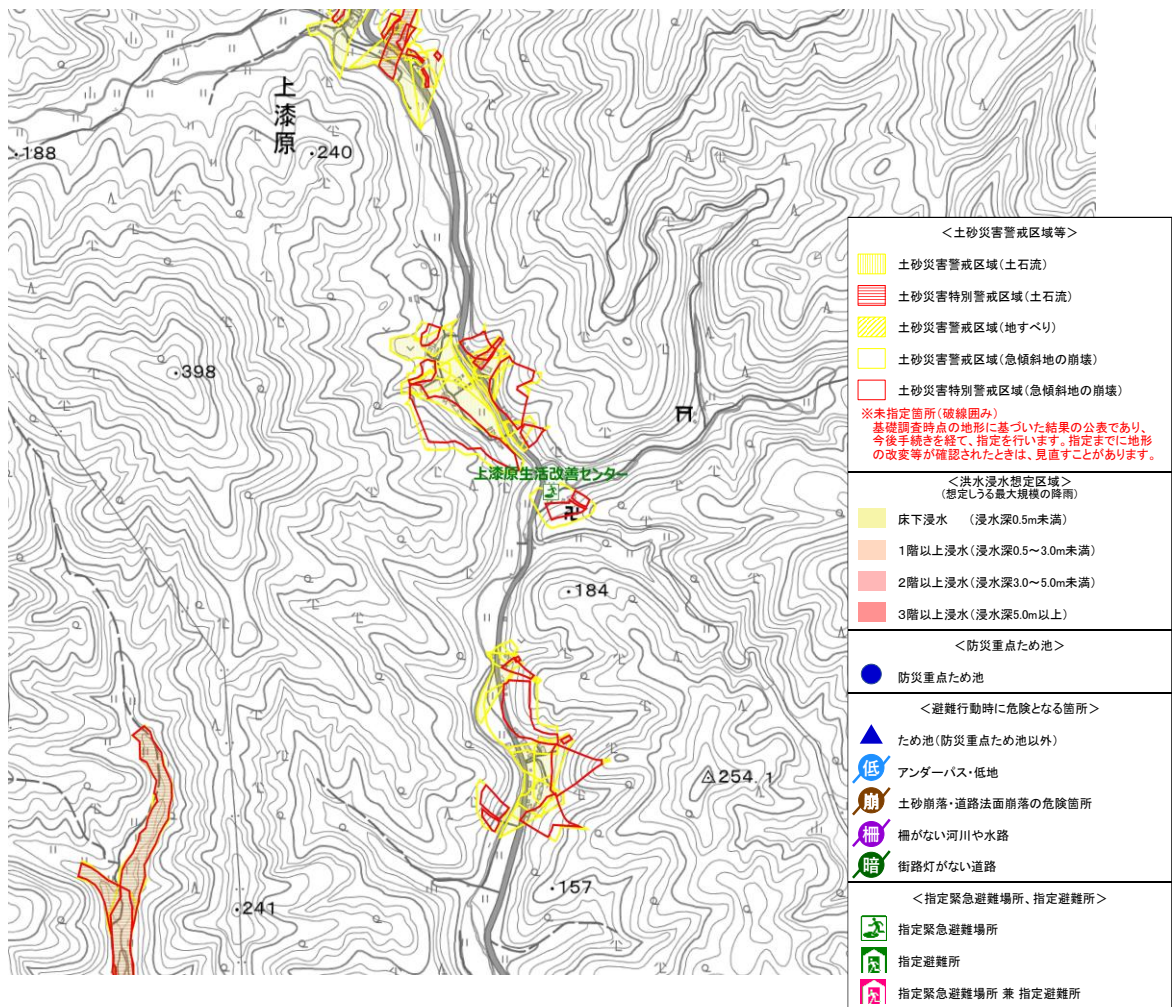 上漆原
188
240
398
上漆原生活改善センター
184
254.1
157
241
＜土砂災害警戒区域等＞
土砂災害警戒区域(土石流)
土砂災害特別警戒区域(土石流)
土砂災害警戒区域(地すべり)
土砂災害警戒区域(急傾斜地の崩壊)
土砂災害特別警戒区域(急傾斜地の崩壊)
※未指定箇所(破線囲み)
基礎調査時点の地形に基づいた結果の公表であり、
今後手続きを経て、指定を行います。指定までに地形
の改変等が確認されたときは、見直すことがあります。
＜洪水浸水想定区域＞
(想定しうる最大規模の降雨)
床下浸水　(浸水深0.5m未満)
1階以上浸水(浸水深0.5～3.0m未満)
2階以上浸水(浸水深3.0～5.0m未満)
3階以上浸水(浸水深5.0m以上)
＜防災重点ため池＞
防災重点ため池
＜避難行動時に危険となる箇所＞
ため池(防災重点ため池以外)
低 アンダーパス・低地
崩 土砂崩落・道路法面崩落の危険箇所
柵 柵がない河川や水路
暗 街路灯がない道路
＜指定緊急避難場所、指定避難所＞
指定緊急避難場所
指定避難所
指定緊急避難場所 兼 指定避難所